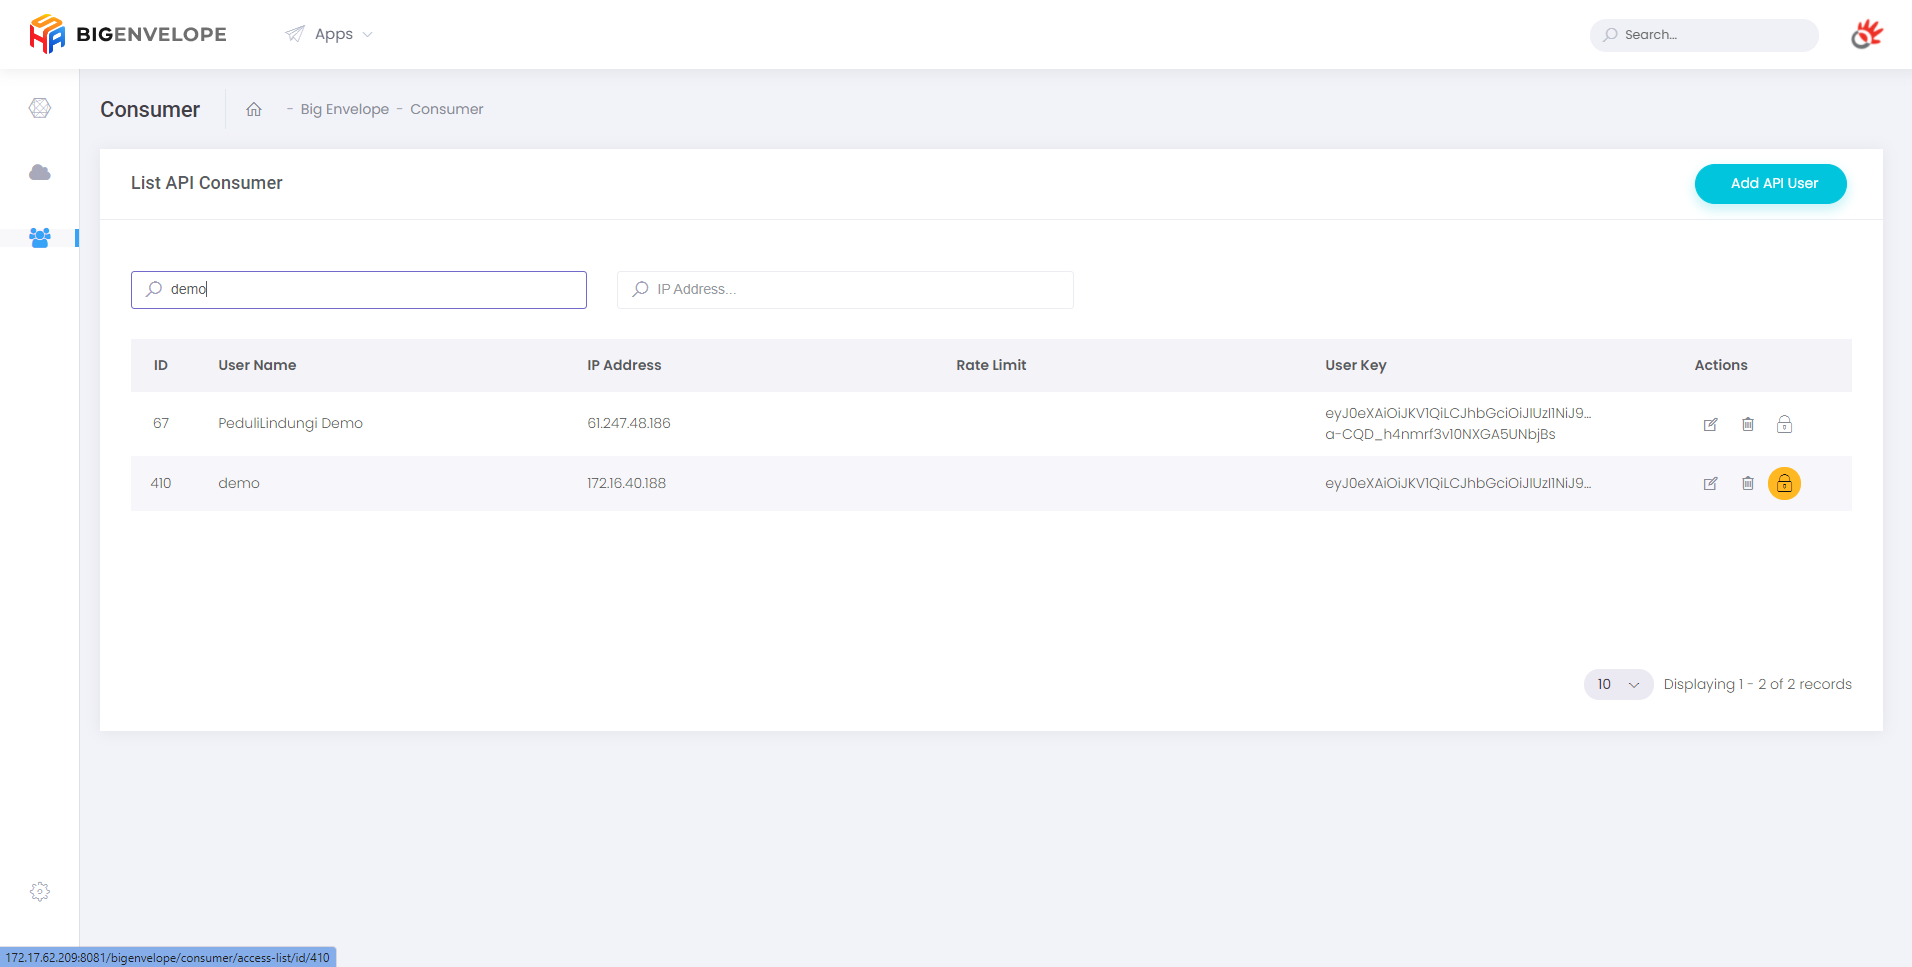 BIGENVELOPE
Apps
Search...
Consumer
- Big Envelope - Consumer
List API Consumer
Add API User
demo
IP Address...
ID User Name IP Address Rate Limit User Key Actions
67 PeduliLindungi Demo 61.247.48.186 eyJ0eXAiOiJKV1QiLCJhbGciOiJIUzI1NiJ9...
a-CQD_h4nmrf3v10NXGA5UNbjBs
410 demo 172.16.40.188 eyJ0eXAiOiJKV1QiLCJhbGciOiJIUzI1NiJ9...
10 Displaying 1 - 2 of 2 records
172.17.62.209:8081/bigenvelope/consumer/access-list/id/410